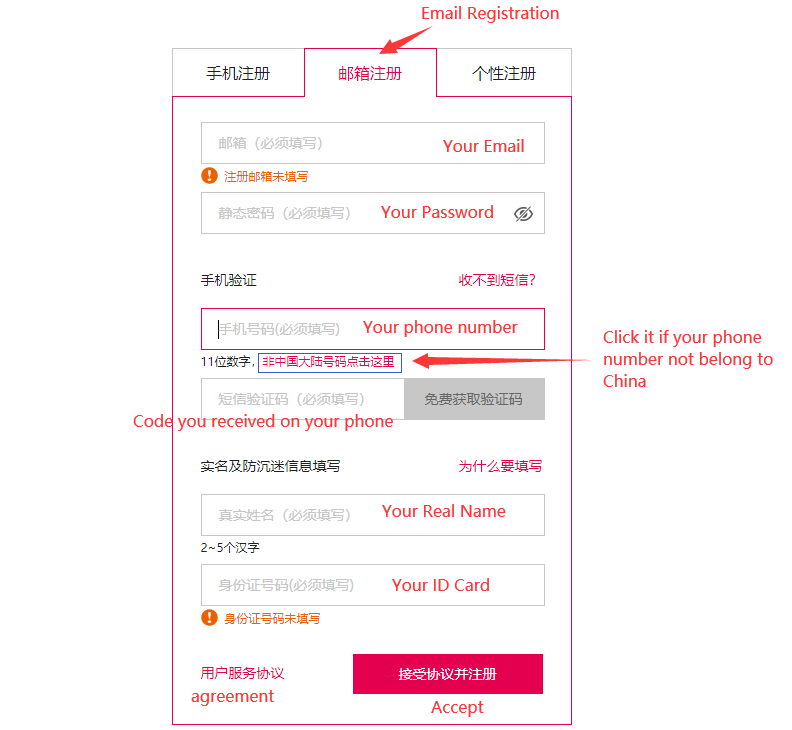 Email Registration
手机注册
邮箱注册
个性注册
邮箱（必须填写）
Your Email
注册邮箱未填写
静态密码（必须填写）
Your Password
手机验证
收不到短信?
手机号码(必须填写)
Your phone number
11位数字，非中国大陆号码点击这里
Click it if your phone
number not belong to
China
短信验证码（必须填写）
免费获取验证码
Code you received on your phone
实名及防沉迷信息填写
为什么要填写
真实姓名（必须填写）
Your Real Name
2~5个汉字
身份证号码(必须填写)
Your ID Card
身份证号码未填写
用户服务协议
接受协议并注册
agreement
Accept